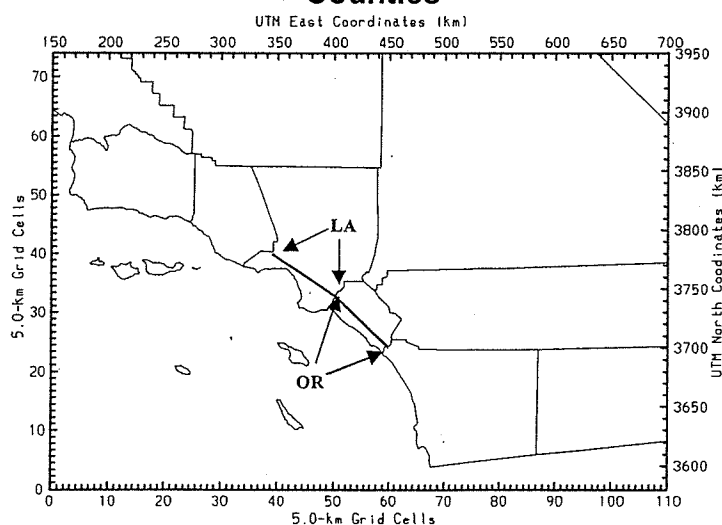 Counties
UTM East Coordinates (km)
150 200 250 300 350 400 450 500 550 600 650 700
70
60
50
40
30
20
10
0
5.0-km Grid Cells
LA
OR
3950
3900
3850
3800
3750
3700
3650
3600
UTM North Coordinates (km)
0 10 20 30 40 50 60 70 80 90 100 110
5.0-km Grid Cells